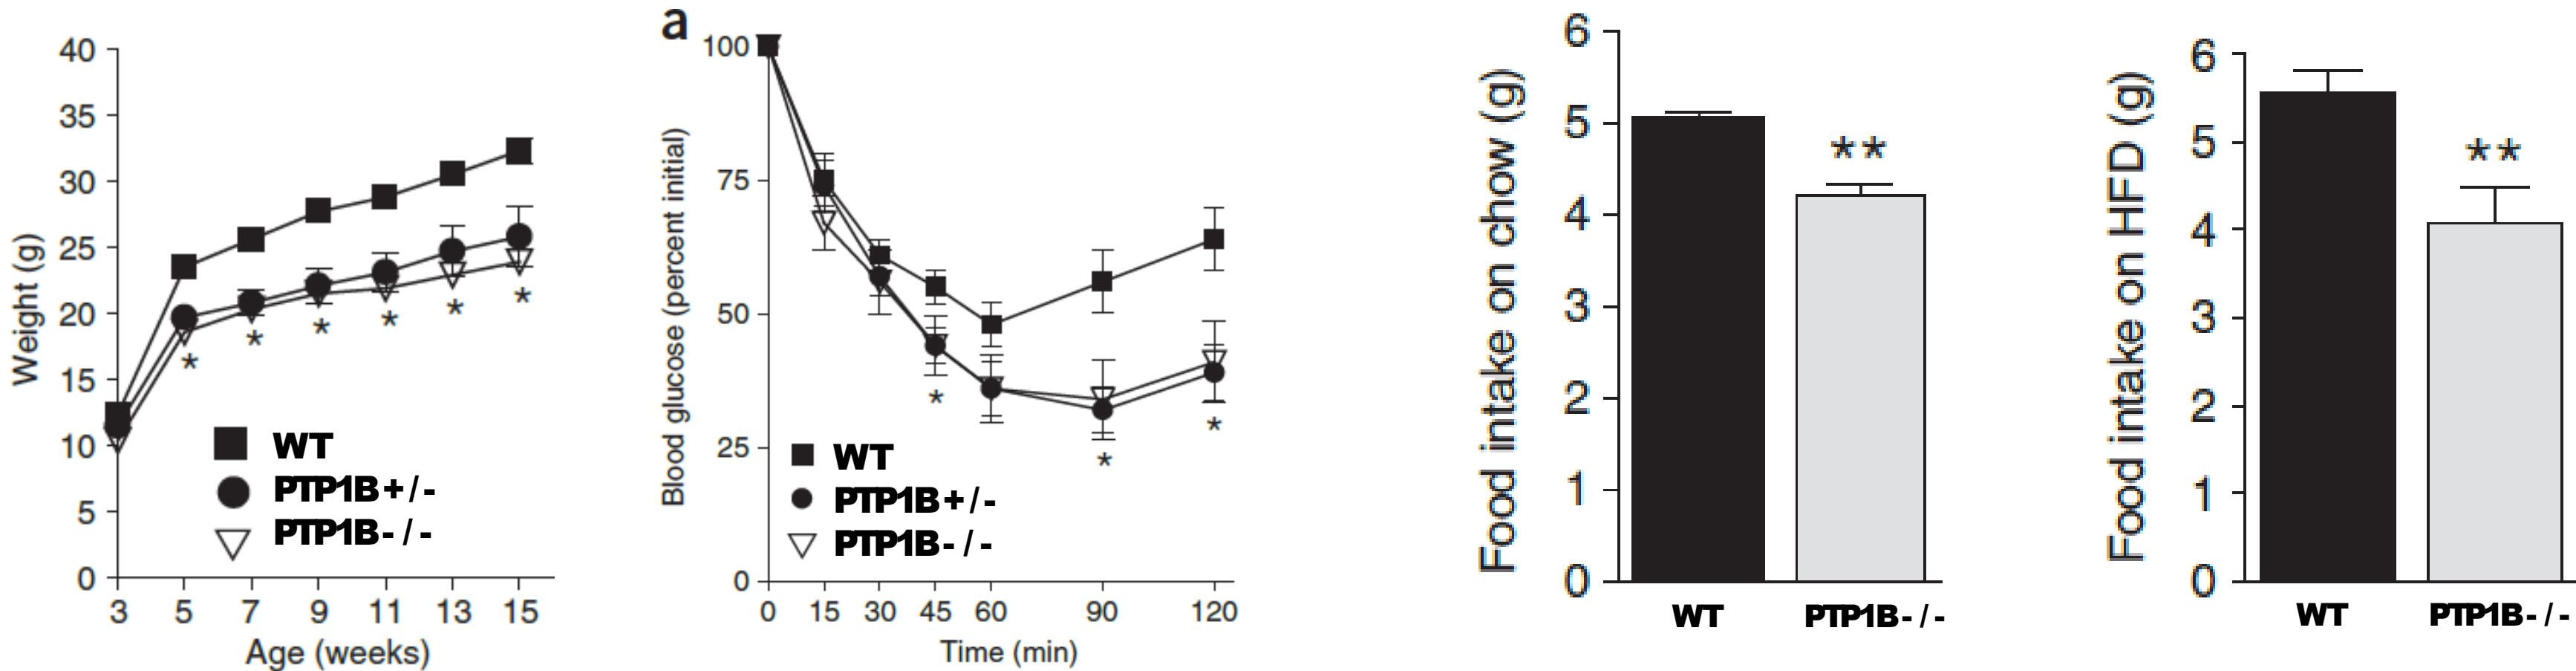 40
35
30
25
20
15
10
5
0
3 5 7 9 11 13 15
Weight (g)
Age (weeks)
* * * * * *
WT
PTP1B+/-
PTP1B-/-
a
100
75
50
25
0
0 15 30 45 60 90 120
Blood glucose (percent initial)
Time (min)
* * *
WT
PTP1B+/-
PTP1B-/-
Food intake on chow (g)
6
5
4
3
2
1
0
**
WT PTP1B-/-
Food intake on HFD (g)
6
5
4
3
2
1
0
**
WT PTP1B-/-